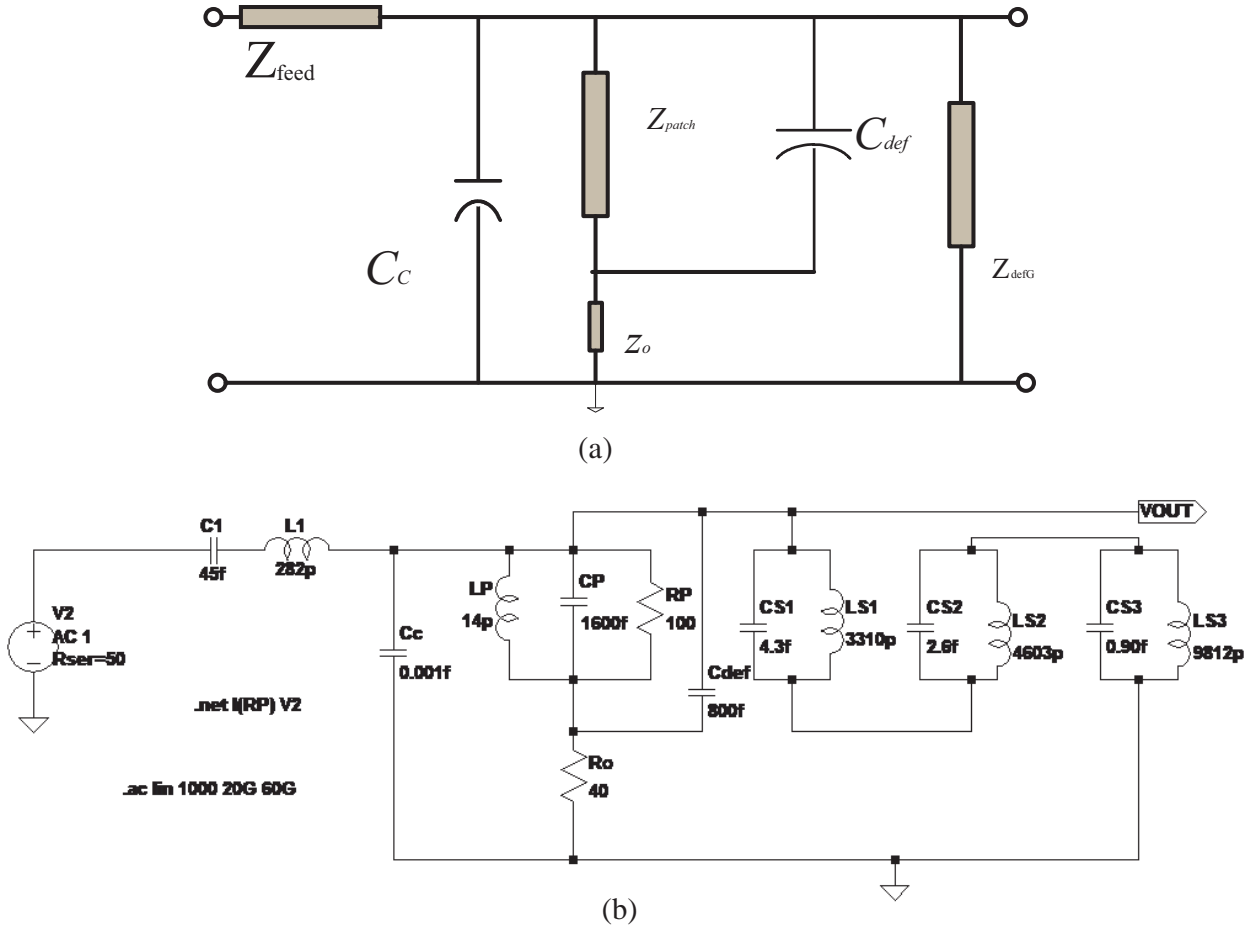 Zfeed
Zpatch
Cdef
CC
ZdefG
Zo
(a)
VOUT
C1
45f
L1
282p
V2
AC 1
Rser=50
Cc
0.001f
LP
14p
CP
1600f
RP
100
Cdef
800f
CS1
4.3f
LS1
3310p
CS2
2.6f
LS2
4603p
CS3
0.90f
LS3
9812p
.net I(RP) V2
Ro
40
.ac lin 1000 20G 60G
(b)